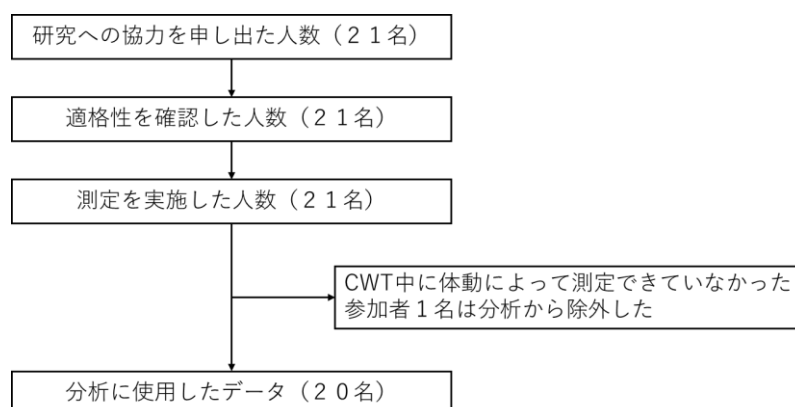 研究への協力を申し出た人数（２１名）
適格性を確認した人数（２１名）
測定を実施した人数（２１名）
CWT中に体動によって測定できていなかった
参加者１名は分析から除外した
分析に使用したデータ（２０名）